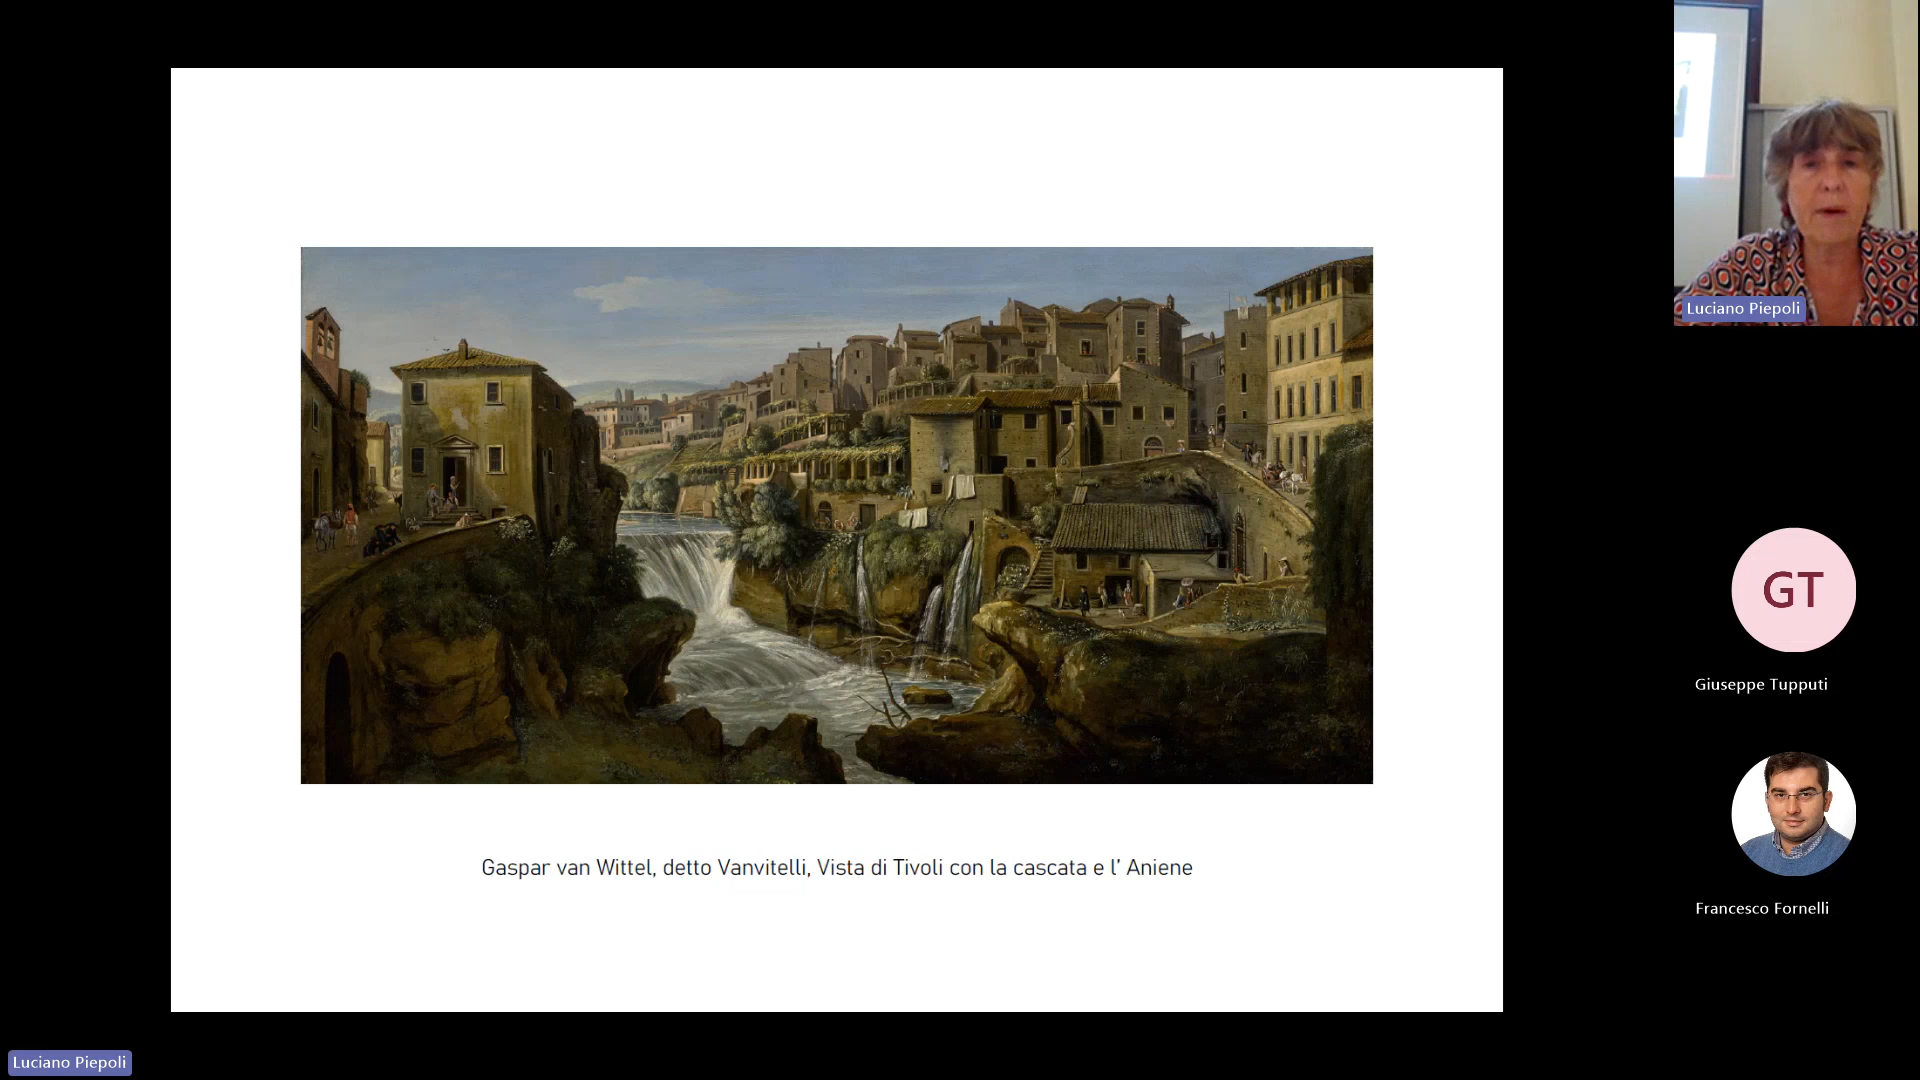 Luciano Piepoli
Gaspar van Wittel, detto Vanvitelli, Vista di Tivoli con la cascata e l' Aniene
GT
Giuseppe Tupputi
Francesco Fornelli
Luciano Piepoli